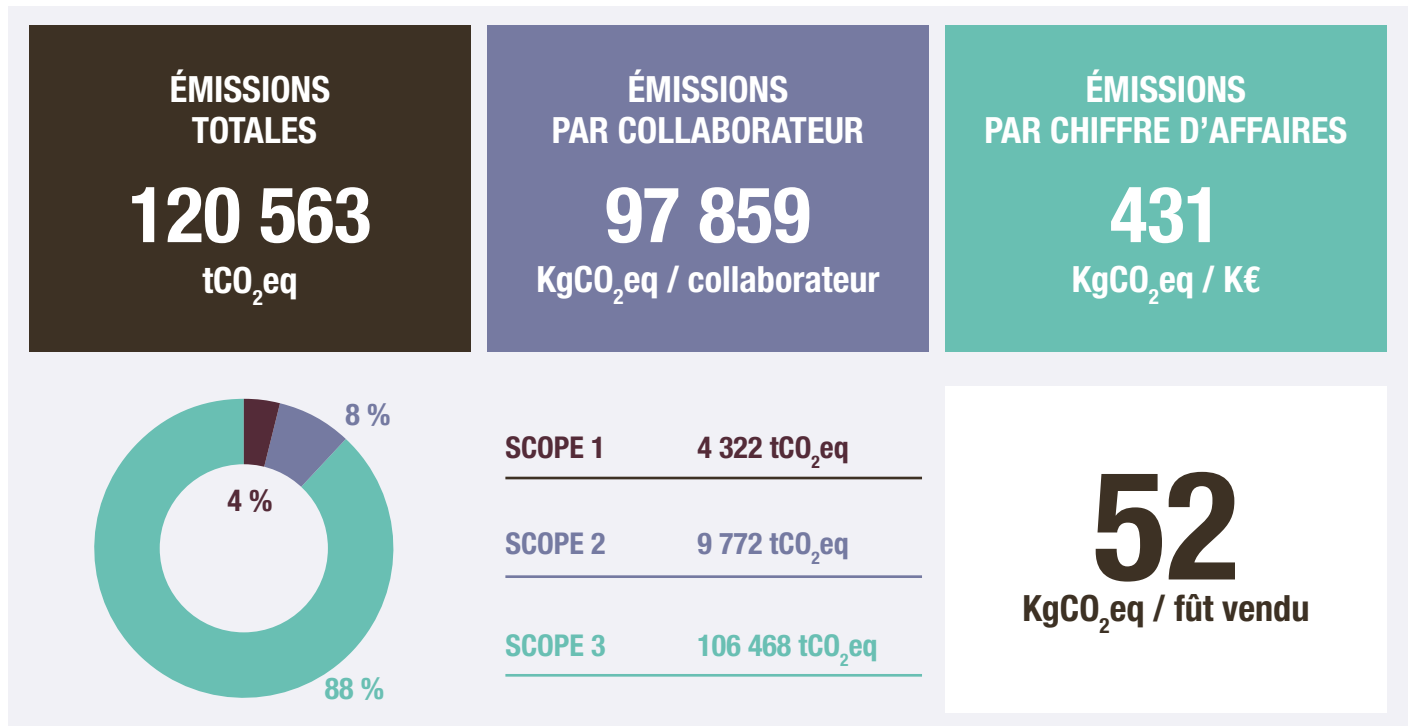 ÉMISSIONS
TOTALES
120 563
tCO₂eq
ÉMISSIONS
PAR COLLABORATEUR
97 859
KgCO₂eq / collaborateur
ÉMISSIONS
PAR CHIFFRE D’AFFAIRES
431
KgCO₂eq / K€
8 %
4 %
88 %
SCOPE 1 4 322 tCO₂eq
SCOPE 2 9 772 tCO₂eq
SCOPE 3 106 468 tCO₂eq
52
KgCO₂eq / fût vendu